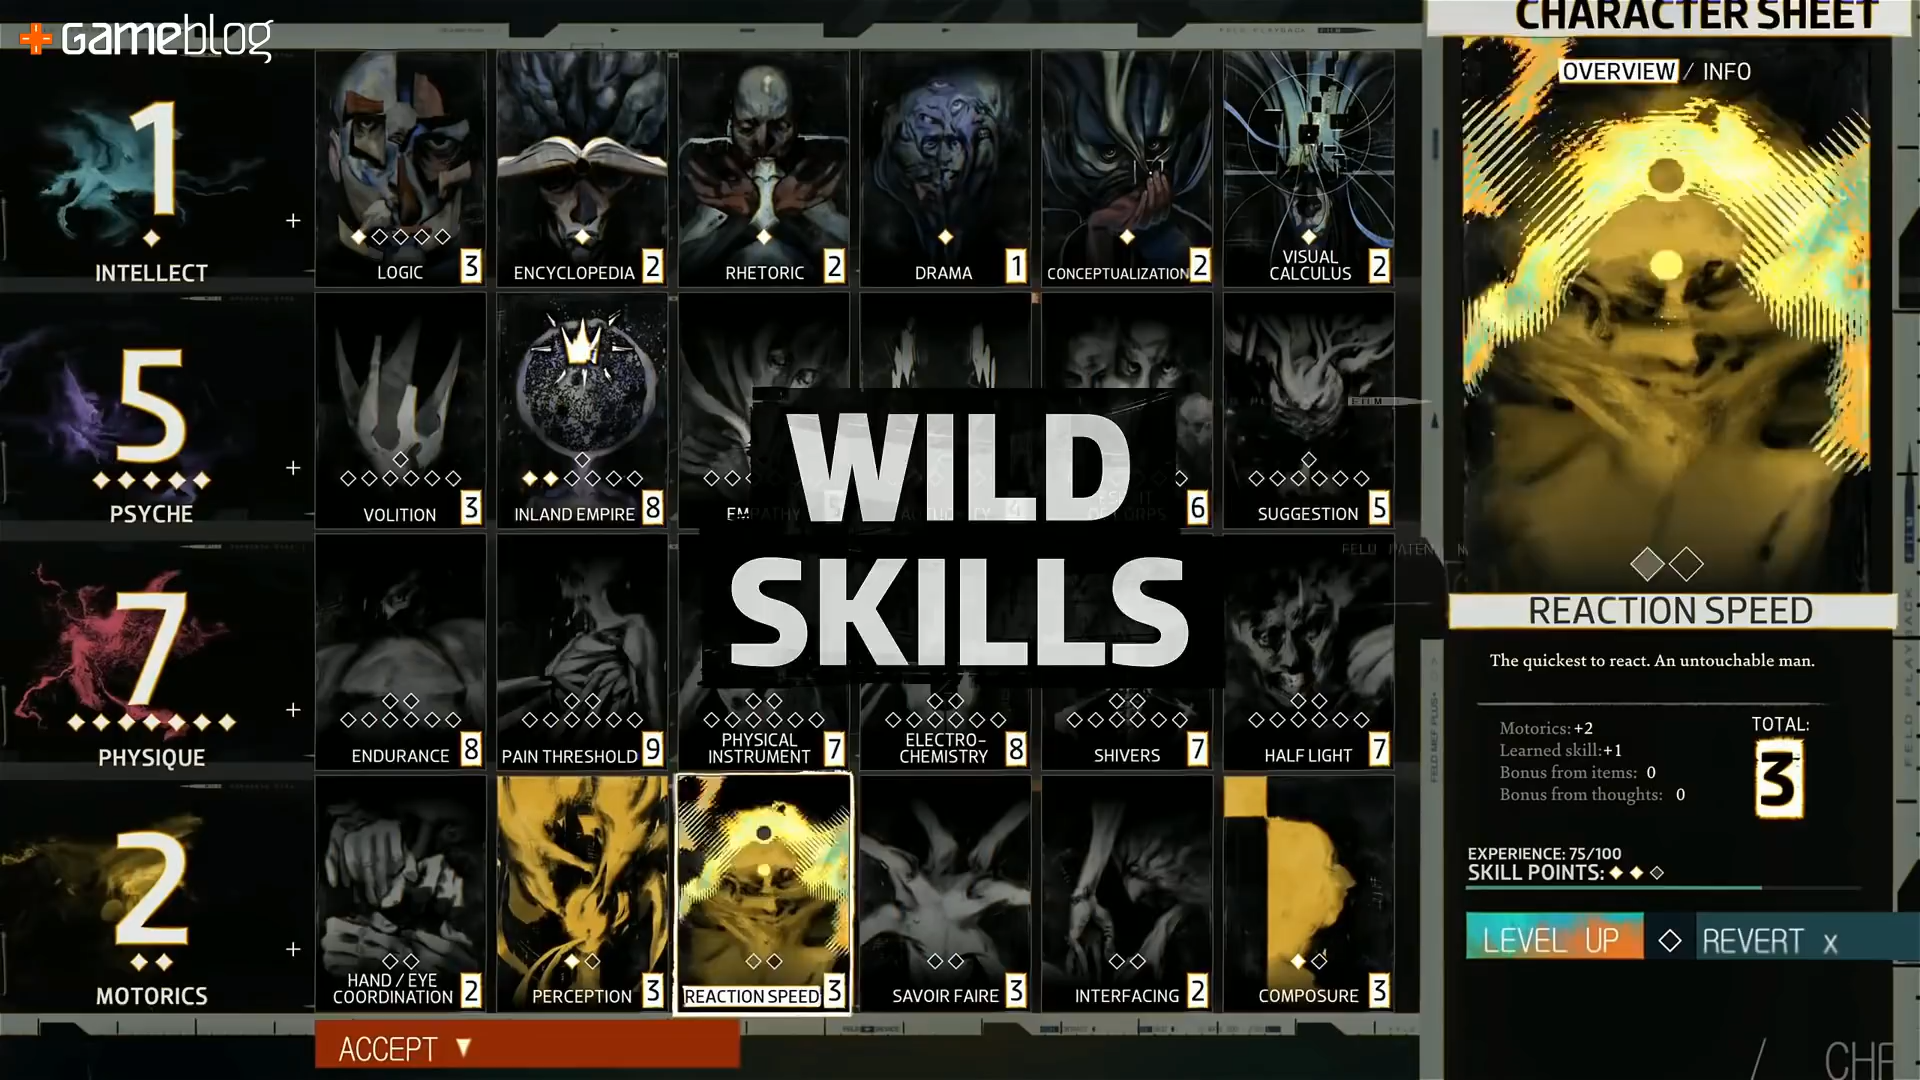 gameblog
CHARACTER SHEET
OVERVIEW / INFO
1
INTELLECT
+
LOGIC 3
ENCYCLOPEDIA 2
RHETORIC 2
DRAMA 1
CONCEPTUALIZATION 2
VISUAL
CALCULUS 2
5
PSYCHE
+
VOLITION 3
INLAND EMPIRE 8
EMPATHY
6
SUGGESTION 5
WILD
SKILLS
7
PHYSIQUE
+
ENDURANCE 8
PAIN THRESHOLD 9
PHYSICAL
INSTRUMENT 7
ELECTRO-
CHEMISTRY 8
SHIVERS 7
HALF LIGHT 7
2
MOTORICS
+
HAND / EYE
COORDINATION 2
PERCEPTION 3
REACTION SPEED 3
SAVOIR FAIRE 3
INTERFACING 2
COMPOSURE 3
ACCEPT
REACTION SPEED
The quickest to react. An untouchable man.
Motorics: +2
Learned skill: +1
Bonus from items: 0
Bonus from thoughts: 0
TOTAL:
3
EXPERIENCE: 75/100
SKILL POINTS:
LEVEL UP
REVERT x